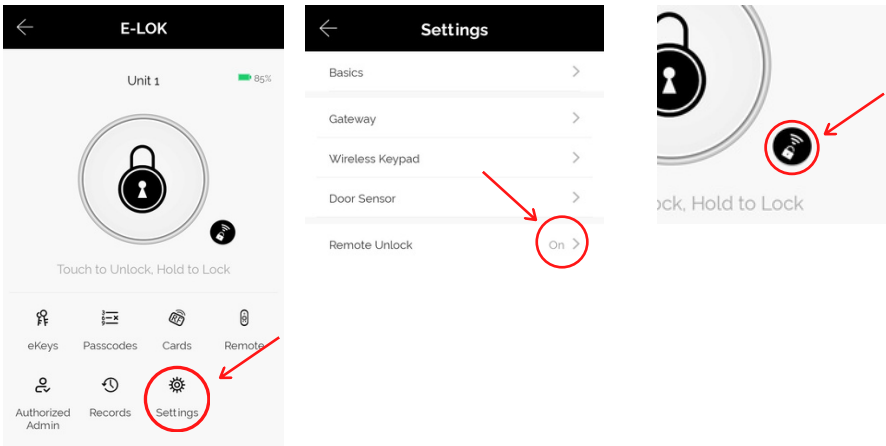 E-LOK
Unit 1
85%
Touch to Unlock, Hold to Lock
eKeys
Passcodes
Cards
Remote
Authorized
Admin
Records
Settings
Settings
Basics
Gateway
Wireless Keypad
Door Sensor
Remote Unlock
On
ock, Hold to Lock